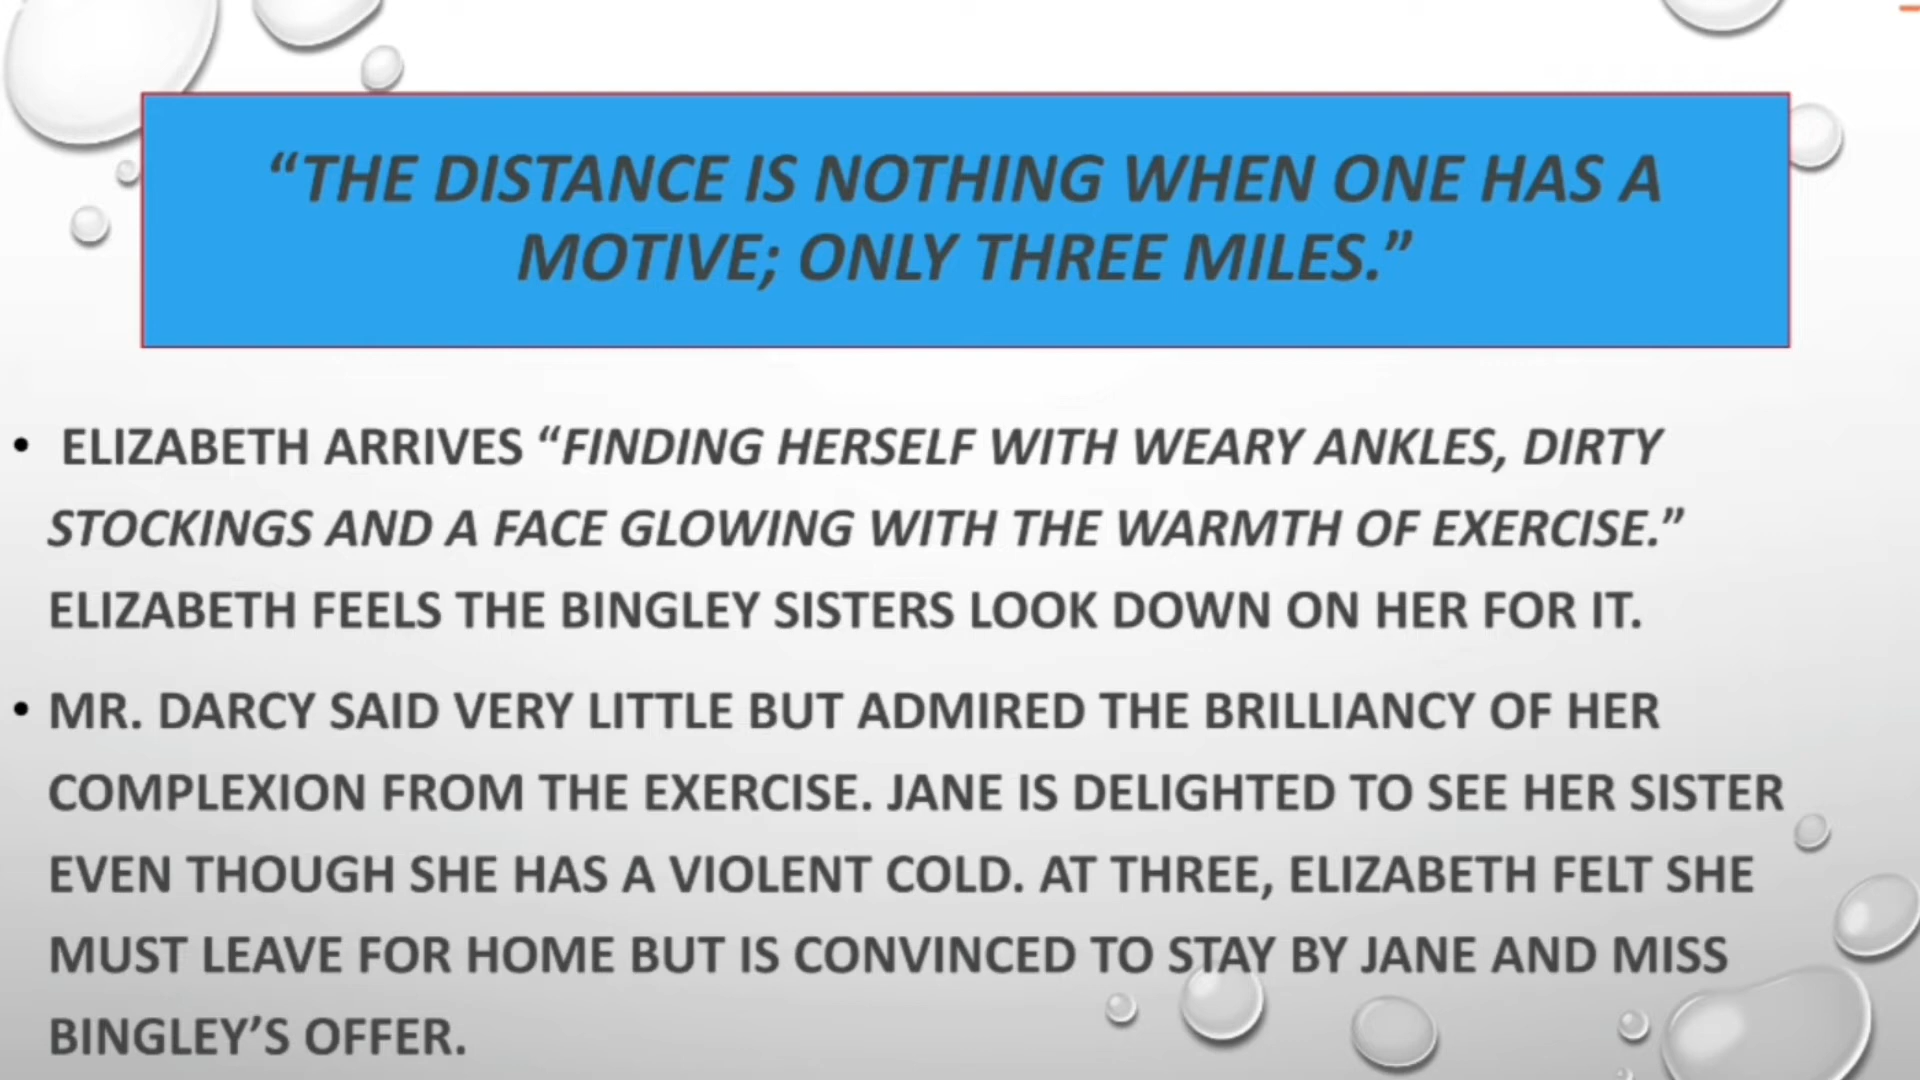 “THE DISTANCE IS NOTHING WHEN ONE HAS A
MOTIVE; ONLY THREE MILES.”
• ELIZABETH ARRIVES “FINDING HERSELF WITH WEARY ANKLES, DIRTY
STOCKINGS AND A FACE GLOWING WITH THE WARMTH OF EXERCISE.”
ELIZABETH FEELS THE BINGLEY SISTERS LOOK DOWN ON HER FOR IT.
• MR. DARCY SAID VERY LITTLE BUT ADMIRED THE BRILLIANCY OF HER
COMPLEXION FROM THE EXERCISE. JANE IS DELIGHTED TO SEE HER SISTER
EVEN THOUGH SHE HAS A VIOLENT COLD. AT THREE, ELIZABETH FELT SHE
MUST LEAVE FOR HOME BUT IS CONVINCED TO STAY BY JANE AND MISS
BINGLEY’S OFFER.